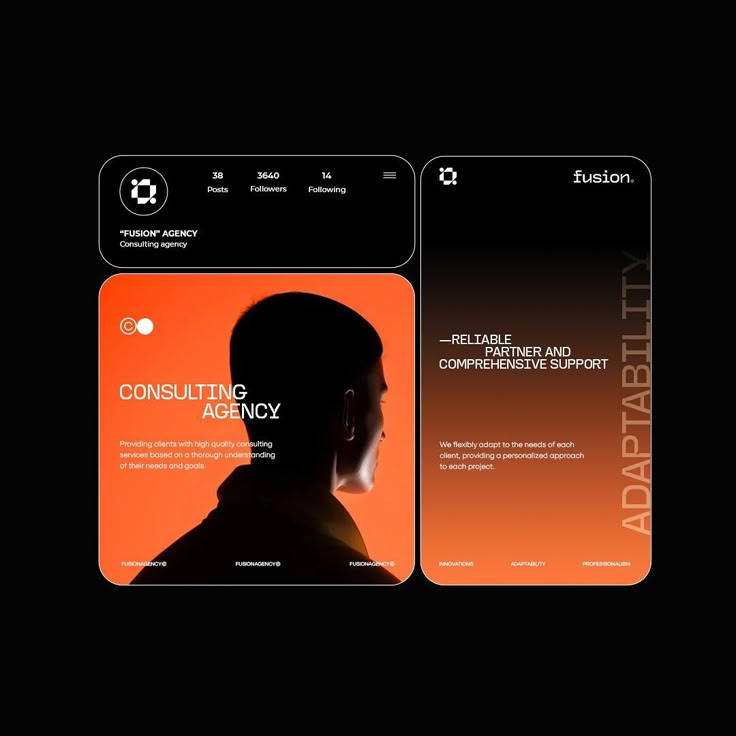 38
Posts
3640
Followers
14
Following
“FUSION” AGENCY
Consulting agency
©
CONSULTING
AGENCY
Providing clients with high quality consulting
services based on a thorough understanding
of their needs and goals.
FUSIONAGENCY©
FUSIONAGENCY©
FUSIONAGENCY©
fusion
—RELIABLE
PARTNER AND
COMPREHENSIVE SUPPORT
We flexibly adapt to the needs of each
client, providing a personalized approach
to each project.
ADAPTABILITY
INNOVATIONS
ADAPTABILITY
PROFESSIONALISM